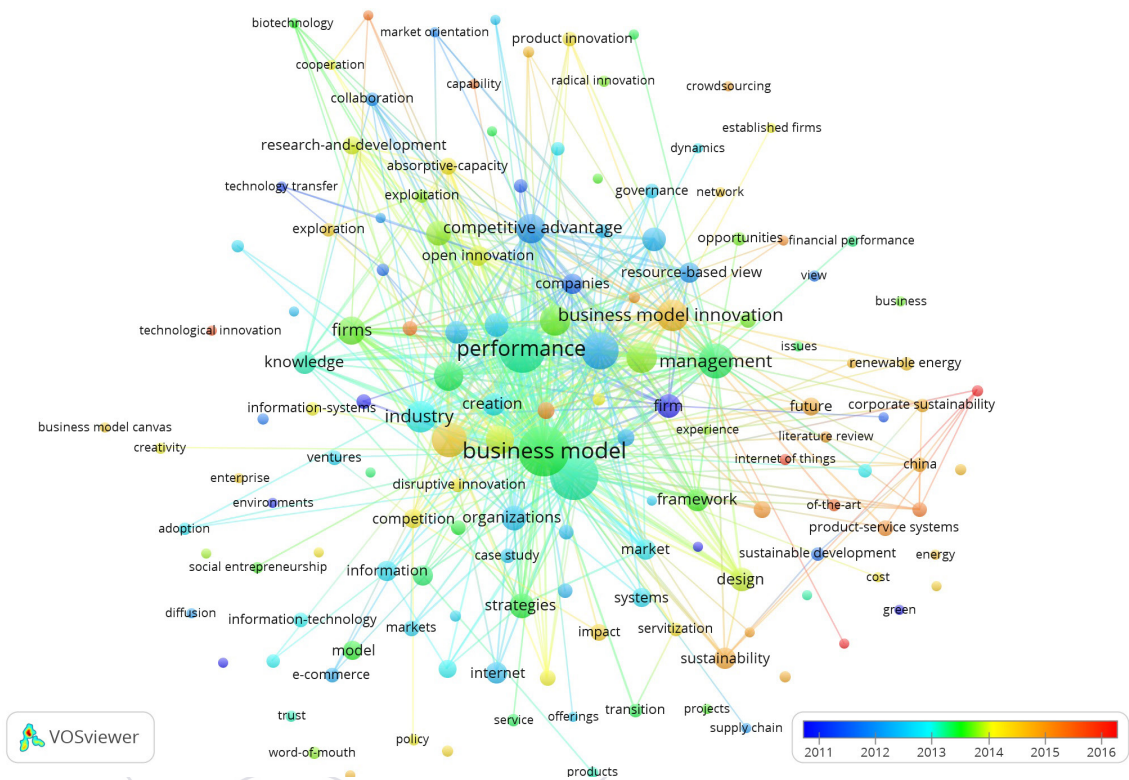 biotechnology
market orientation
product innovation
cooperation
capability
radical innovation
crowdsourcing
collaboration
established firms
research-and-development
dynamics
absorptive-capacity
technology transfer
exploitation
governance
network
exploration
competitive advantage
opportunities
financial performance
open innovation
resource-based view
companies
view
business
business model innovation
technological innovation
firms
performance
issues
knowledge
management
renewable energy
information-systems
creation
firm
future
corporate sustainability
industry
business model canvas
experience
literature review
creativity
business model
ventures
internet of things
china
enterprise
disruptive innovation
environments
framework
of-the-art
competition
organizations
product-service systems
adoption
case study
market
sustainable development
energy
social entrepreneurship
information
design
cost
diffusion
strategies
systems
green
information-technology
markets
impact
servitization
model
sustainability
e-commerce
internet
trust
service
offerings
transition
projects
supply chain
policy
word-of-mouth
products
VOSviewer
2011 2012 2013 2014 2015 2016